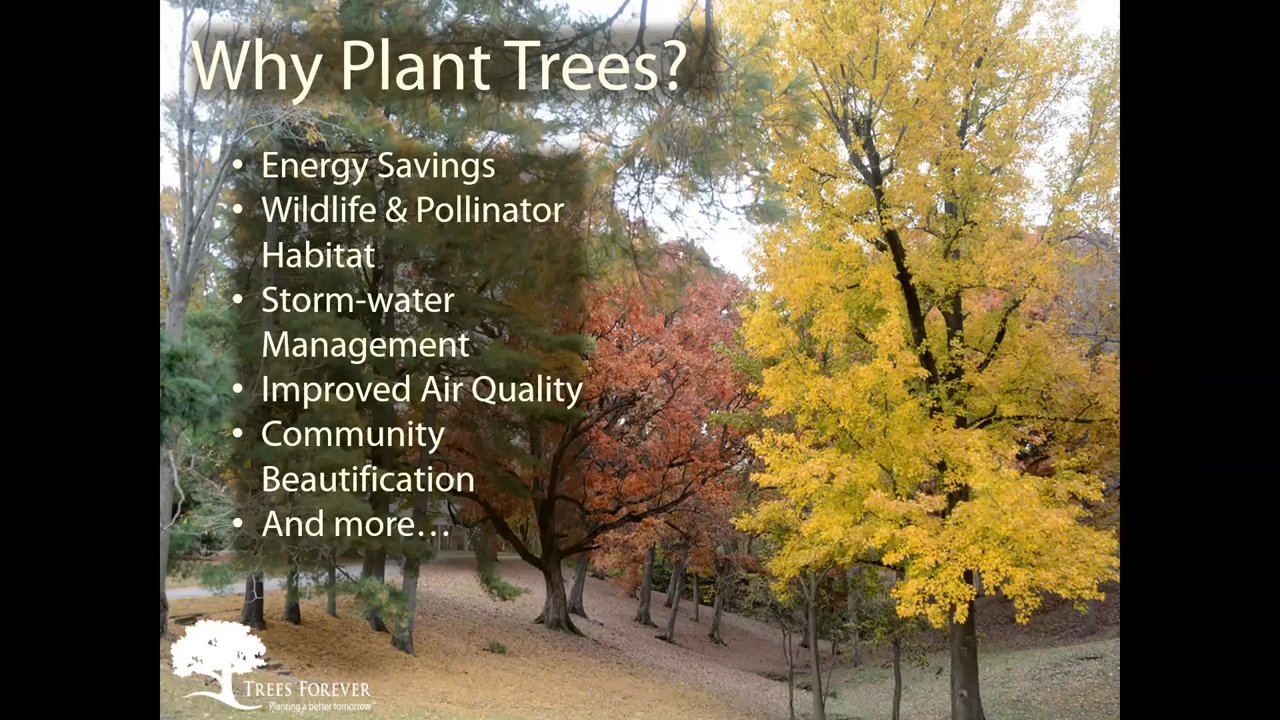 Why Plant Trees?
• Energy Savings
• Wildlife & Pollinator
Habitat
• Storm-water
Management
• Improved Air Quality
• Community
Beautification
• And more…
TREES FOREVER
Planting a better tomorrow™